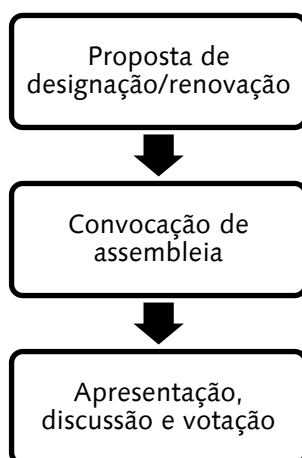 Proposta de
designação/renovação
Convocação de
assembleia
Apresentação,
discussão e votação